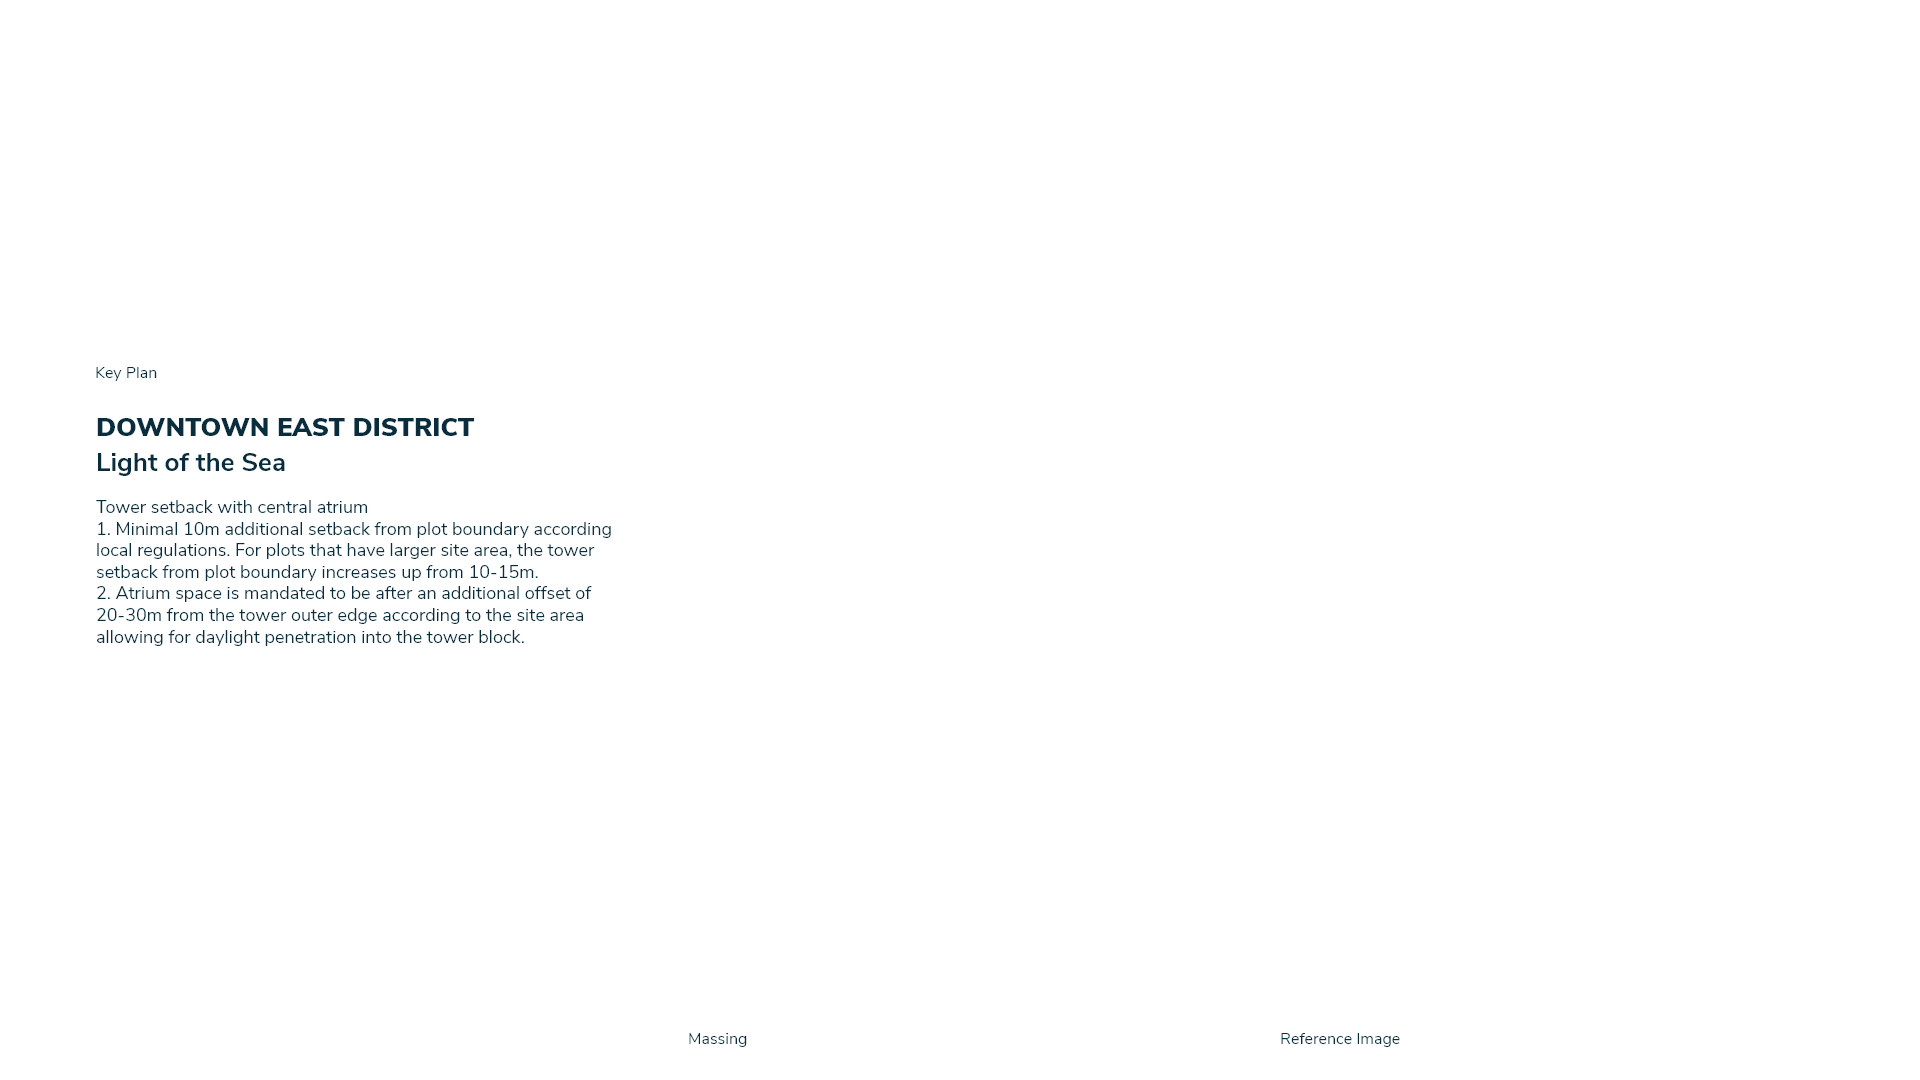 Key Plan
DOWNTOWN EAST DISTRICT
Light of the Sea
Tower setback with central atrium
1. Minimal 10m additional setback from plot boundary according
local regulations. For plots that have larger site area, the tower
setback from plot boundary increases up from 10-15m.
2. Atrium space is mandated to be after an additional offset of
20-30m from the tower outer edge according to the site area
allowing for daylight penetration into the tower block.
Massing
Reference Image